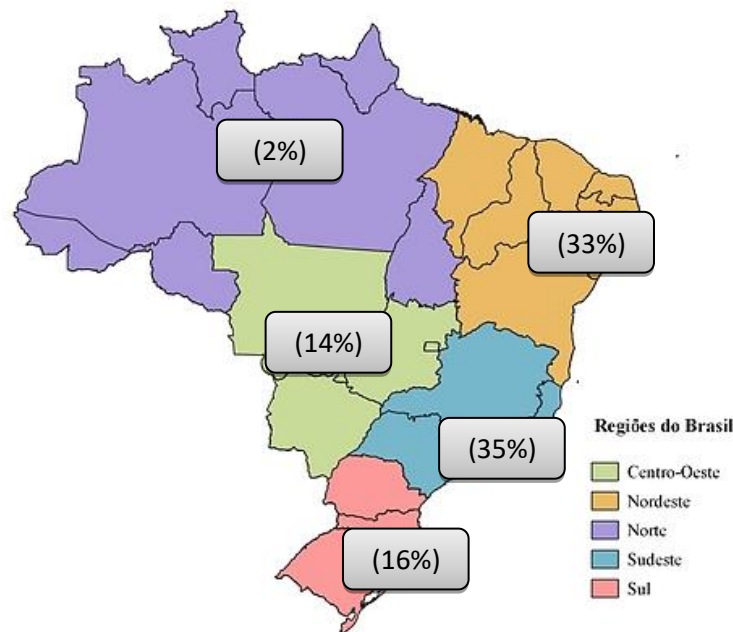 (2%)
(33%)
(14%)
(35%)
(16%)
Regiões do Brasil
Centro-Oeste
Nordeste
Norte
Sudeste
Sul